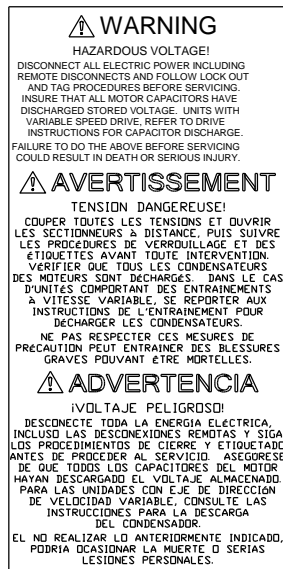 ⚠ WARNING
HAZARDOUS VOLTAGE!
DISCONNECT ALL ELECTRIC POWER INCLUDING
REMOTE DISCONNECTS AND FOLLOW LOCK OUT
AND TAG PROCEDURES BEFORE SERVICING.
INSURE THAT ALL MOTOR CAPACITORS HAVE
DISCHARGED STORED VOLTAGE. UNITS WITH
VARIABLE SPEED DRIVE, REFER TO DRIVE
INSTRUCTIONS FOR CAPACITOR DISCHARGE.
FAILURE TO DO THE ABOVE BEFORE SERVICING
COULD RESULT IN DEATH OR SERIOUS INJURY.
⚠ AVERTISSEMENT
TENSION DANGEREUSE!
COUPER TOUTES LES TENSIONS ET OUVRIR
LES SECTIONNEURS à DISTANCE, PUIS SUIVRE
LES PROCéDURES DE VERROUILLAGE ET DES
éTIQUETTES AVANT TOUTE INTERVENTION.
VéRIFIER QUE TOUS LES CONDENSATEURS
DES MOTEURS SONT DéCHARGéS. DANS LE CAS
D'UNITéS COMPORTANT DES ENTRAINEMENTS
à VITESSE VARIABLE, SE REPORTER AUX
INSTRUCTIONS DE L'ENTRAINEMENT POUR
DéCHARGER LES CONDENSATEURS.
NE PAS RESPECTER CES MESURES DE
PRéCAUTION PEUT ENTRAINER DES BLESSURES
GRAVES POUVANT êTRE MORTELLES.
⚠ ADVERTENCIA
¡VOLTAJE PELIGROSO!
DESCONECTE TODA LA ENERGíA ELéCTRICA,
INCLUSO LAS DESCONEXIONES REMOTAS Y SIGA
LOS PROCEDIMIENTOS DE CIERRE Y ETIQUETADO
ANTES DE PROCEDER AL SERVICIO. ASEGúRESE
DE QUE TODOS LOS CAPACITORES DEL MOTOR
HAYAN DESCARGADO EL VOLTAJE ALMACENADO.
PARA LAS UNIDADES CON EJE DE DIRECCIóN
DE VELOCIDAD VARIABLE, CONSULTE LAS
INSTRUCCIONES PARA LA DESCARGA
DEL CONDENSADOR.
EL NO REALIZAR LO ANTERIORMENTE INDICADO,
PODRíA OCASIONAR LA MUERTE O SERIAS
LESIONES PERSONALES.